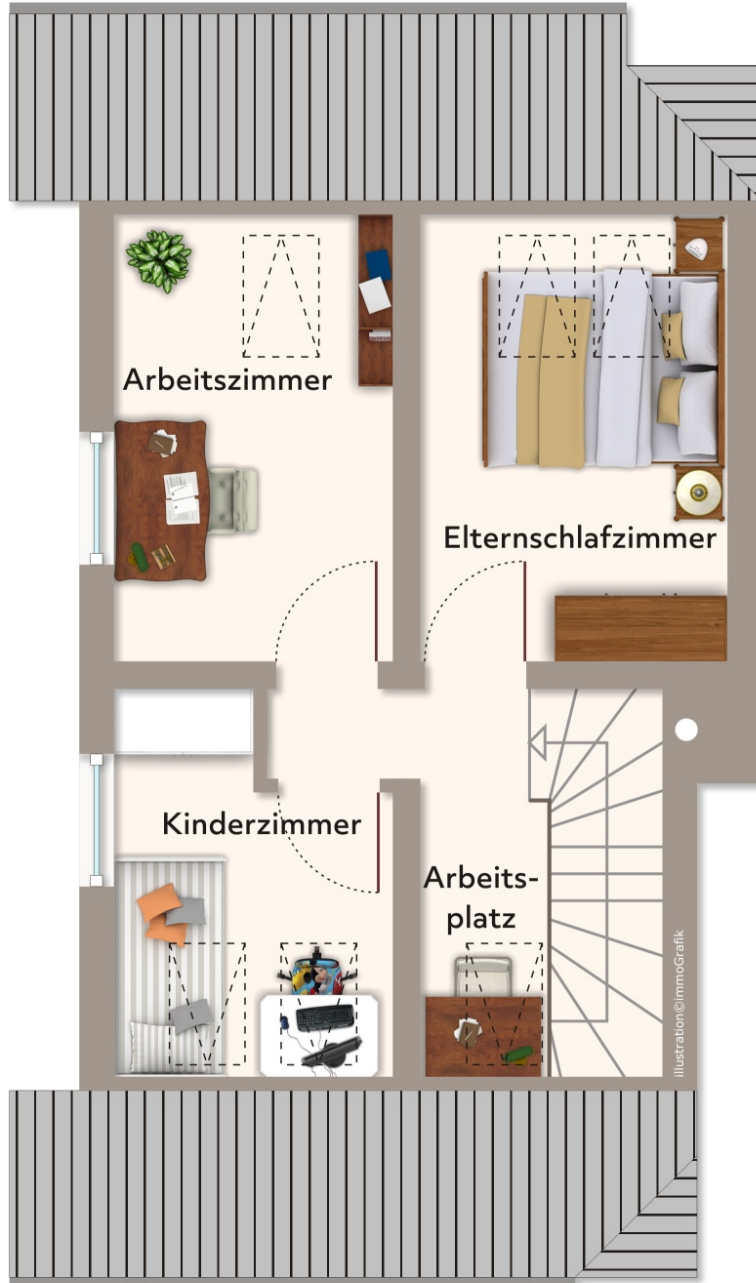 Arbeitszimmer
Elternschlafzimmer
Kinderzimmer
Arbeits-
platz
illustration©immoGrafik